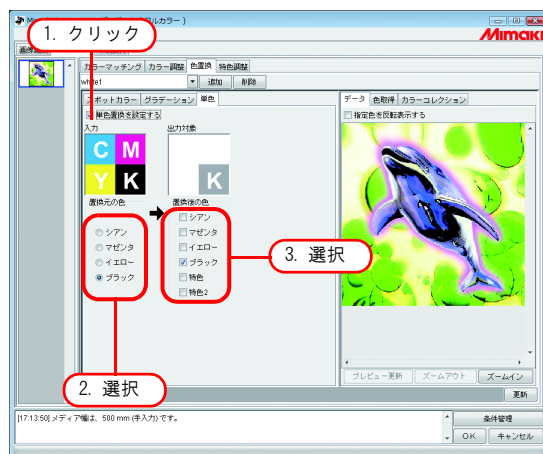 ルカラー )
1. クリック
Mimaki
カラーマッチング カラー調整 色置換 特色調整
white1 追加 削除
スポットカラー グラデーション 単色
単色置換を設定する
入力 出力対象
C M
Y K
K
置換元の色 置換後の色
シアン シアン
マゼンタ マゼンタ
イエロー イエロー
ブラック ブラック
特色
特色2
2. 選択
3. 選択
データ 色取得 カラーコレクション
指定色を反転表示する
プレビュー更新 ズームアウト ズームイン
更新
[17:13:50] メディア幅は、500 mm (手入力) です。
条件管理
OK キャンセル